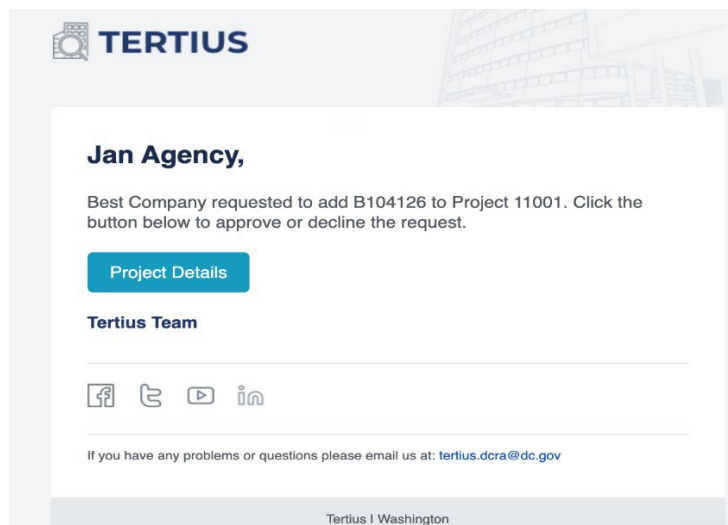 TERTIUS
Jan Agency,
Best Company requested to add B104126 to Project 11001. Click the
button below to approve or decline the request.
Project Details
Tertius Team
If you have any problems or questions please email us at: tertius.dcra@dc.gov
Tertius | Washington